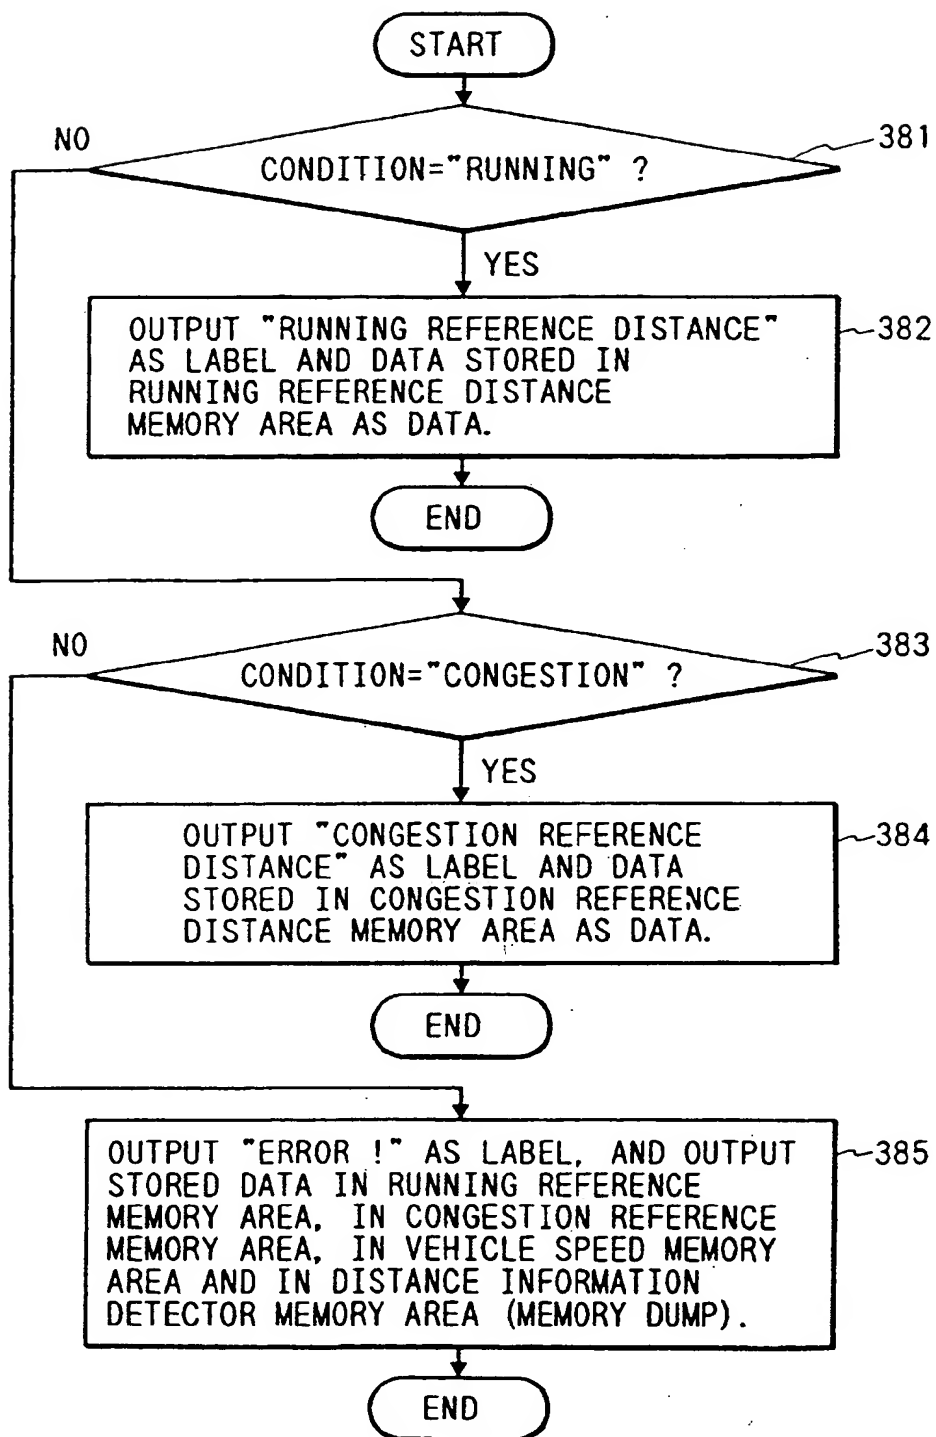 START
NO
381
CONDITION="RUNNING" ?
YES
OUTPUT "RUNNING REFERENCE DISTANCE"
AS LABEL AND DATA STORED IN
RUNNING REFERENCE DISTANCE
MEMORY AREA AS DATA.
382
END
NO
383
CONDITION="CONGESTION" ?
YES
OUTPUT "CONGESTION REFERENCE
DISTANCE" AS LABEL AND DATA
STORED IN CONGESTION REFERENCE
DISTANCE MEMORY AREA AS DATA.
384
END
OUTPUT "ERROR !" AS LABEL, AND OUTPUT
STORED DATA IN RUNNING REFERENCE
MEMORY AREA, IN CONGESTION REFERENCE
MEMORY AREA, IN VEHICLE SPEED MEMORY
AREA AND IN DISTANCE INFORMATION
DETECTOR MEMORY AREA (MEMORY DUMP).
385
END